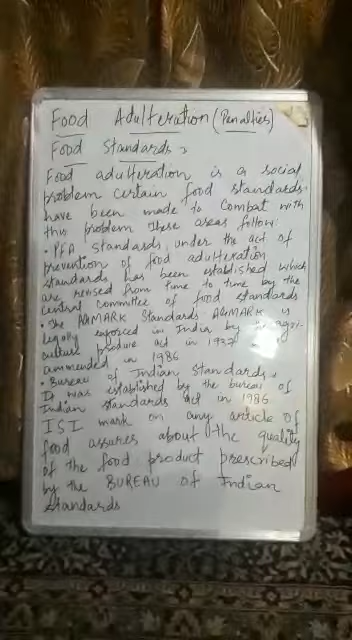 Food Adulteration (Penalties)
Food Standards:
Food adulteration is a social
problem certain food standards
have been made to Combat with
this problem These areas follow:
• PFA Standards under the act of
prevention of food adulteration
standards has been established which
are revised from time to time by the
central committee of food standards
• The AGMARK Standards AGMARK is
legally enforced in India by agri-
culture produce act in 1937
ammended in 1986
• Bureau of Indian Standards,
It was established by the bureau of
Indian standards act in 1986
ISI mark on any article of
food assures about the quality
of the food product prescribed
by the BUREAU of Indian
Standards